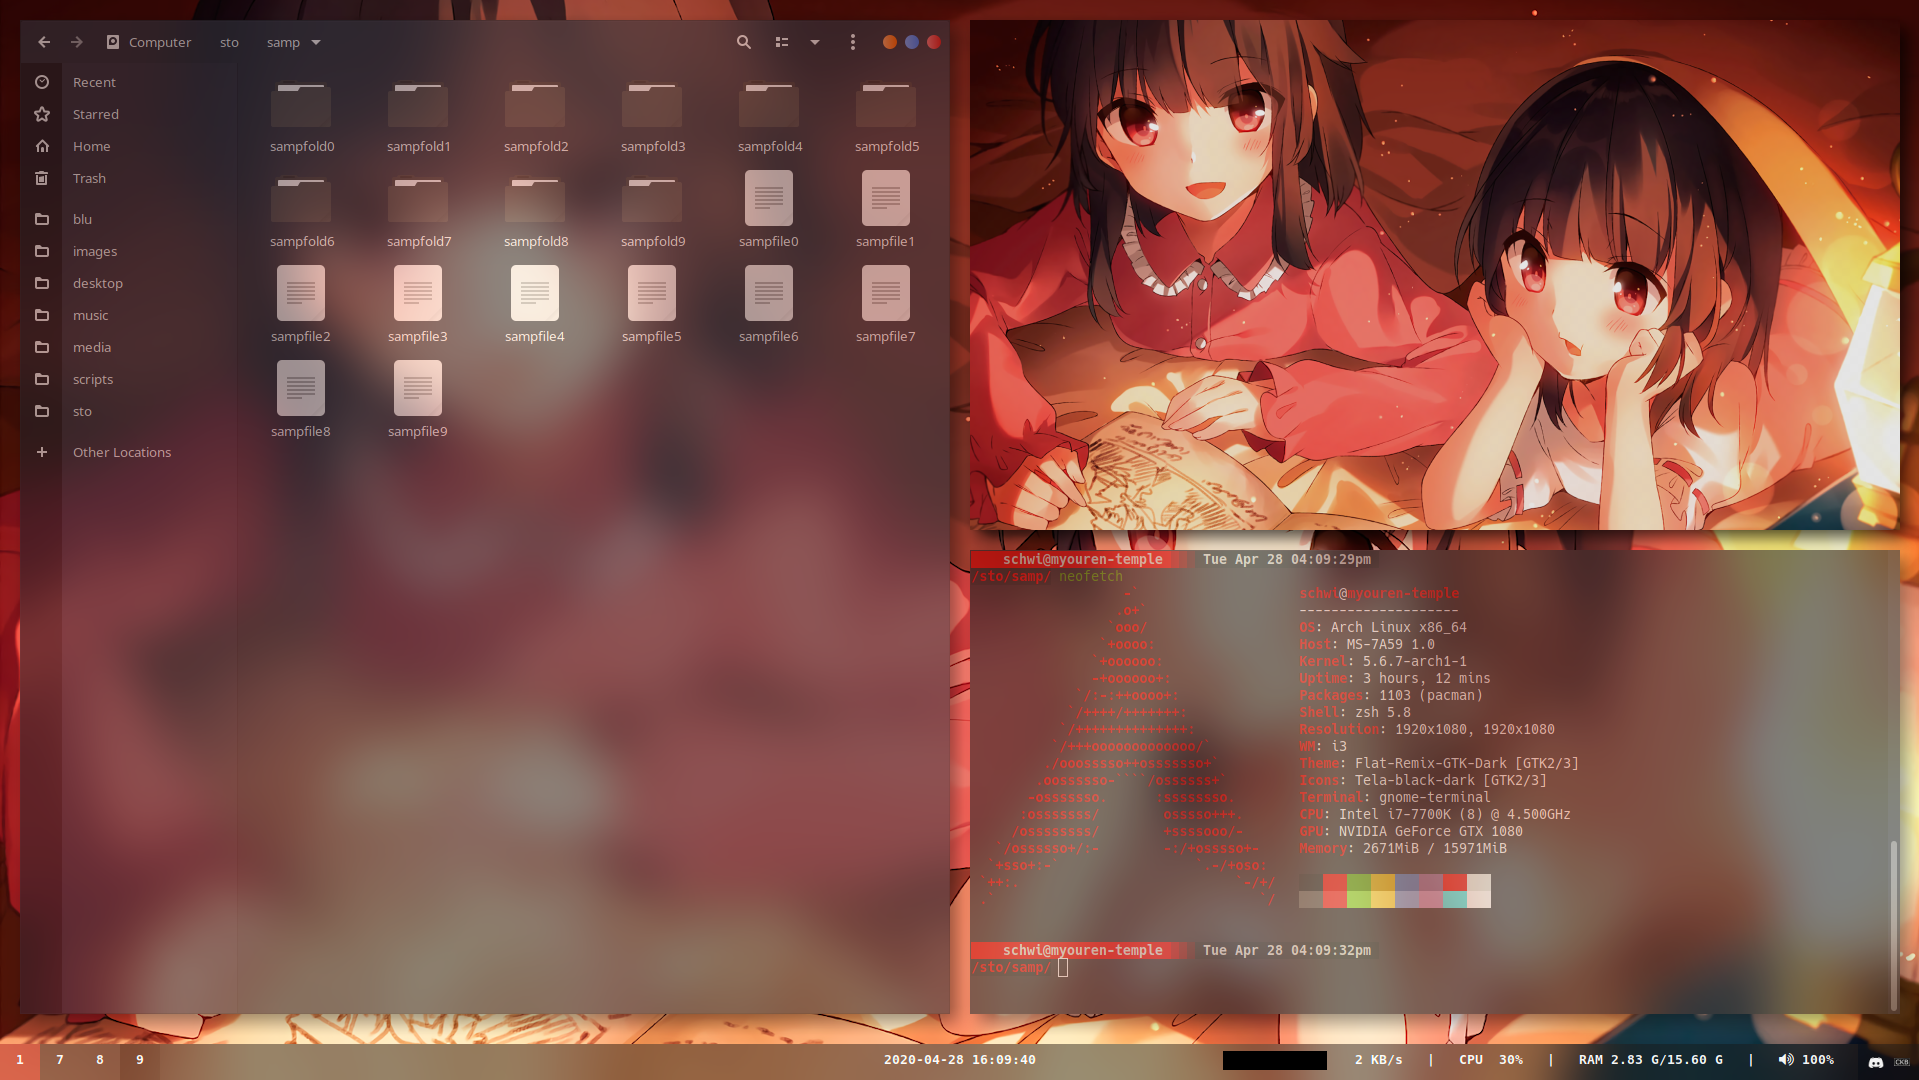 Computer sto samp
Recent
Starred
Home
Trash
blu
images
desktop
music
media
scripts
sto
Other Locations
sampfold0 sampfold1 sampfold2 sampfold3 sampfold4 sampfold5
sampfold6 sampfold7 sampfold8 sampfold9 sampfile0 sampfile1
sampfile2 sampfile3 sampfile4 sampfile5 sampfile6 sampfile7
sampfile8 sampfile9
schwi@myouren-temple Tue Apr 28 04:09:29pm
/sto/samp/ neofetch
schwi@myouren-temple
--------------------
OS: Arch Linux x86_64
Host: MS-7A59 1.0
Kernel: 5.6.7-arch1-1
Uptime: 3 hours, 12 mins
Packages: 1103 (pacman)
Shell: zsh 5.8
Resolution: 1920x1080, 1920x1080
WM: i3
Theme: Flat-Remix-GTK-Dark [GTK2/3]
Icons: Tela-black-dark [GTK2/3]
Terminal: gnome-terminal
CPU: Intel i7-7700K (8) @ 4.500GHz
GPU: NVIDIA GeForce GTX 1080
Memory: 2671MiB / 15971MiB
schwi@myouren-temple Tue Apr 28 04:09:32pm
/sto/samp/
1 7 8 9 2020-04-28 16:09:40 2 KB/s | CPU 30% | RAM 2.83 G/15.60 G | 100%